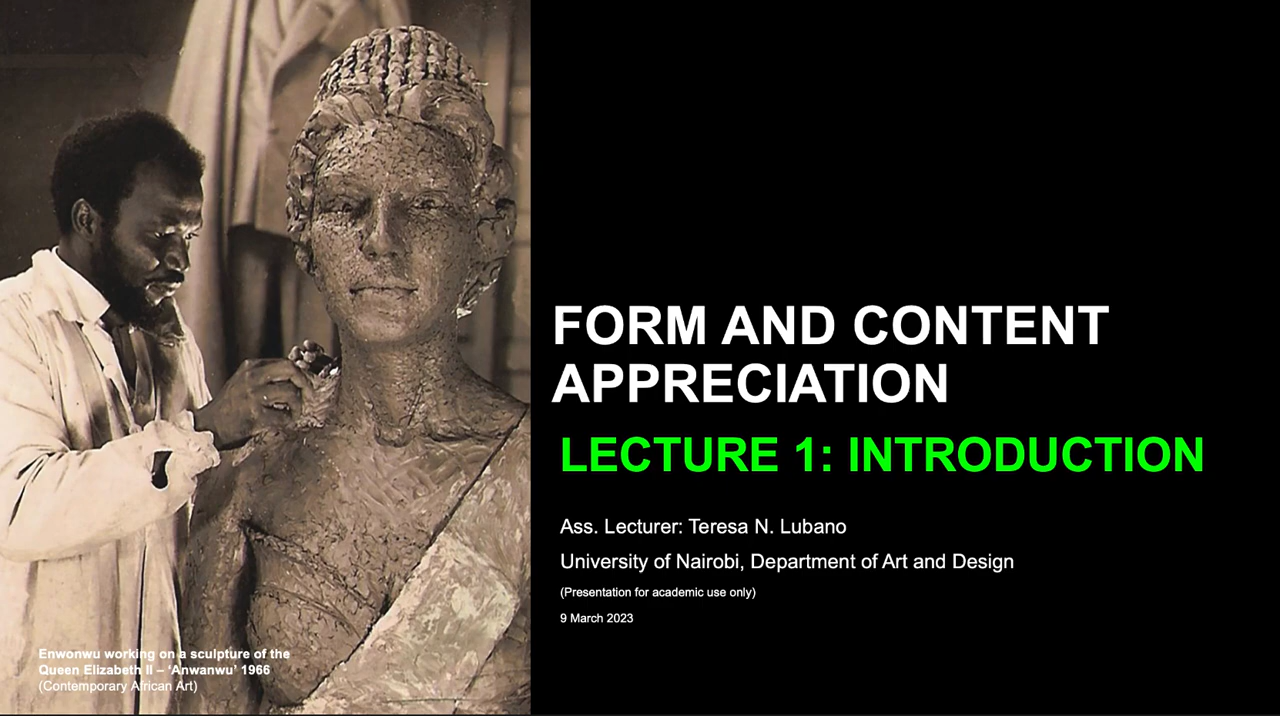 FORM AND CONTENT
APPRECIATION
LECTURE 1: INTRODUCTION
Ass. Lecturer: Teresa N. Lubano
University of Nairobi, Department of Art and Design
(Presentation for academic use only)
9 March 2023
Enwonwu working on a sculpture of the
Queen Elizabeth II – ‘Anwanwu’ 1966
(Contemporary African Art)